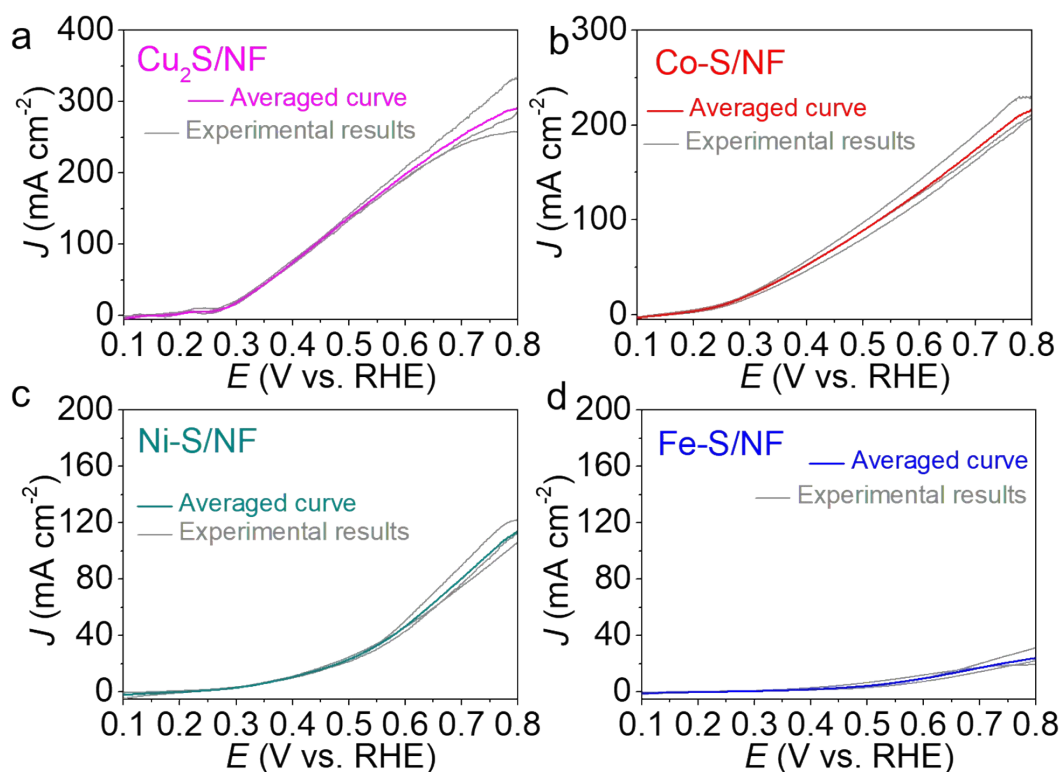 a
Cu₂S/NF
Averaged curve
Experimental results
400
300
200
100
0
J (mA cm⁻²)
0.1 0.2 0.3 0.4 0.5 0.6 0.7 0.8
E (V vs. RHE)
b
Co-S/NF
Averaged curve
Experimental results
300
200
100
0
J (mA cm⁻²)
0.1 0.2 0.3 0.4 0.5 0.6 0.7 0.8
E (V vs. RHE)
c
Ni-S/NF
Averaged curve
Experimental results
200
160
120
80
40
0
J (mA cm⁻²)
0.1 0.2 0.3 0.4 0.5 0.6 0.7 0.8
E (V vs. RHE)
d
Fe-S/NF
Averaged curve
Experimental results
200
160
120
80
40
0
J (mA cm⁻²)
0.1 0.2 0.3 0.4 0.5 0.6 0.7 0.8
E (V vs. RHE)